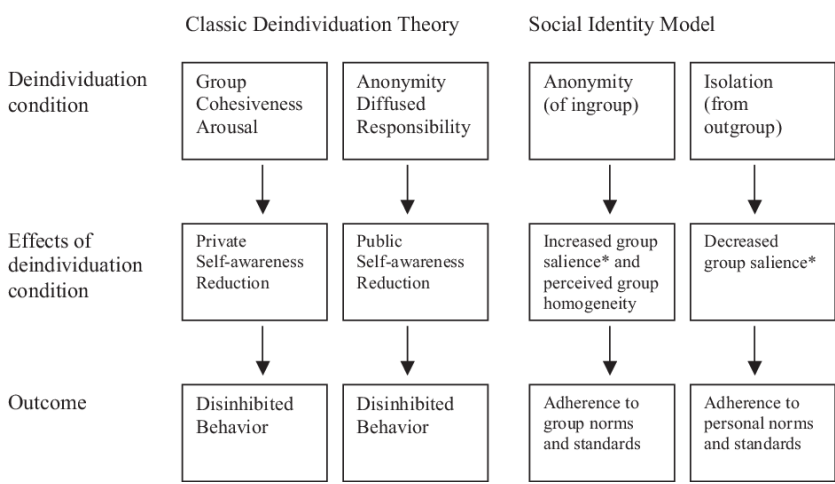 Classic Deindividuation Theory
Social Identity Model
Deindividuation
condition
Group
Cohesiveness
Arousal
Anonymity
Diffused
Responsibility
Anonymity
(of ingroup)
Isolation
(from
outgroup)
Effects of
deindividuation
condition
Private
Self-awareness
Reduction
Public
Self-awareness
Reduction
Increased group
salience* and
perceived group
homogeneity
Decreased
group salience*
Outcome
Disinhibited
Behavior
Disinhibited
Behavior
Adherence to
group norms
and standards
Adherence to
personal norms
and standards